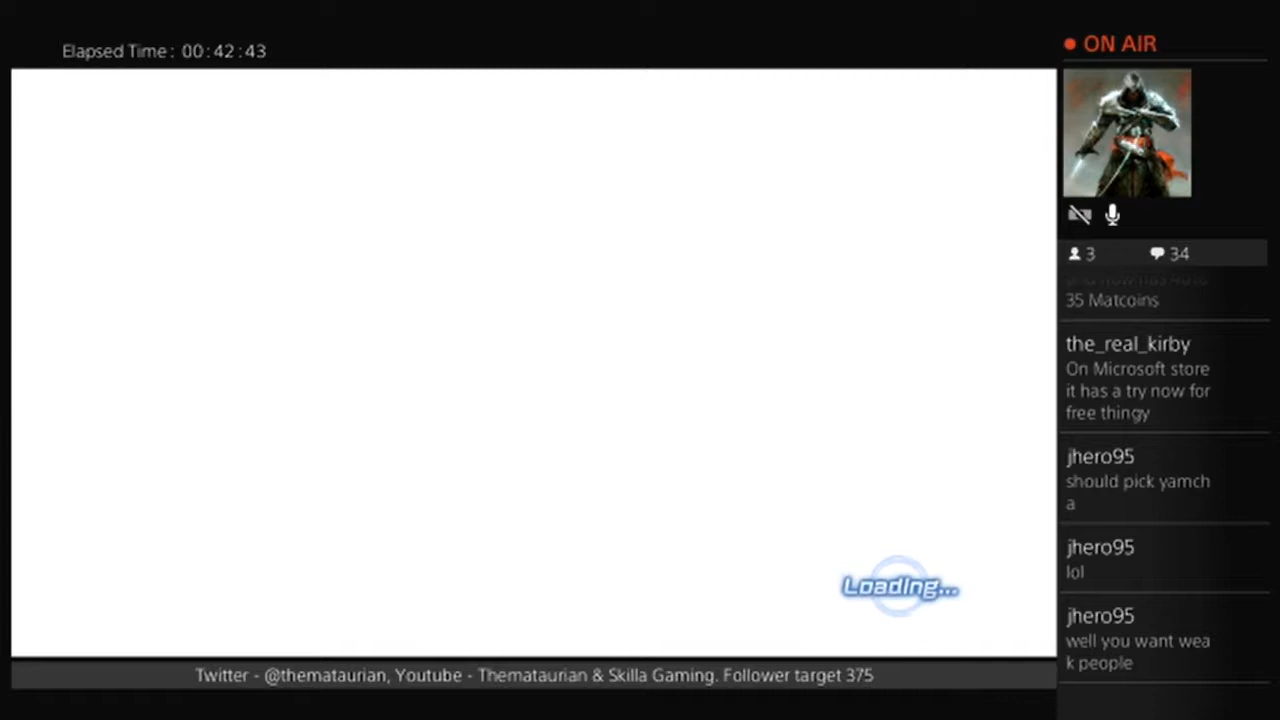 Elapsed Time: 00:42:43
ON AIR
3
34
35 Matcoins
the_real_kirby
On Microsoft store
it has a try now for
free thingy
jhero95
should pick yamch
a
jhero95
lol
jhero95
well you want wea
k people
Loading...
Twitter - @themataurian, Youtube - Themataurian & Skilla Gaming. Follower target 375